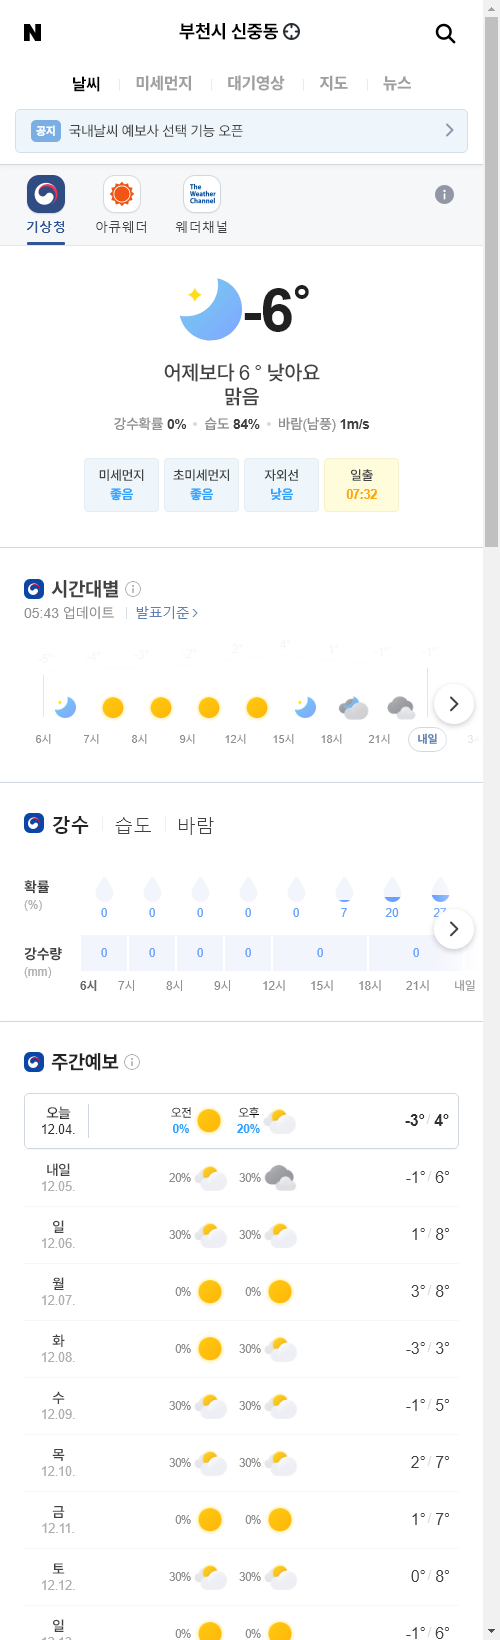 N 부천시 신중동
날씨 미세먼지 대기영상 지도 뉴스
공지 국내날씨 예보사 선택 기능 오픈
The Weather Channel
기상청 아큐웨더 웨더채널
-6°
어제보다 6 ° 낮아요
맑음
강수확률 0% 습도 84% 바람(남풍) 1m/s
미세먼지 초미세먼지 자외선 일출
좋음 좋음 낮음 07:32
시간대별
05:43 업데이트 발표기준
-4° -3° -2° 2° 4° 1° -1° -1°
6시 7시 8시 9시 12시 15시 18시 21시 내일
강수 습도 바람
확률
(%)
0 0 0 0 0 7 20 27
강수량
(mm)
0 0 0 0 0 0
6시 7시 8시 9시 12시 15시 18시 21시 내일
주간예보
오늘 오전 오후
12.04. 0% 20% -3° / 4°
내일
12.05. 20% 30% -1° / 6°
일
12.06. 30% 30% 1° / 8°
월
12.07. 0% 0% 3° / 8°
화
12.08. 0% 30% -3° / 3°
수
12.09. 30% 30% -1° / 5°
목
12.10. 30% 30% 2° / 7°
금
12.11. 0% 0% 1° / 7°
토
12.12. 30% 30% 0° / 8°
일 0% 0% -1° / 6°